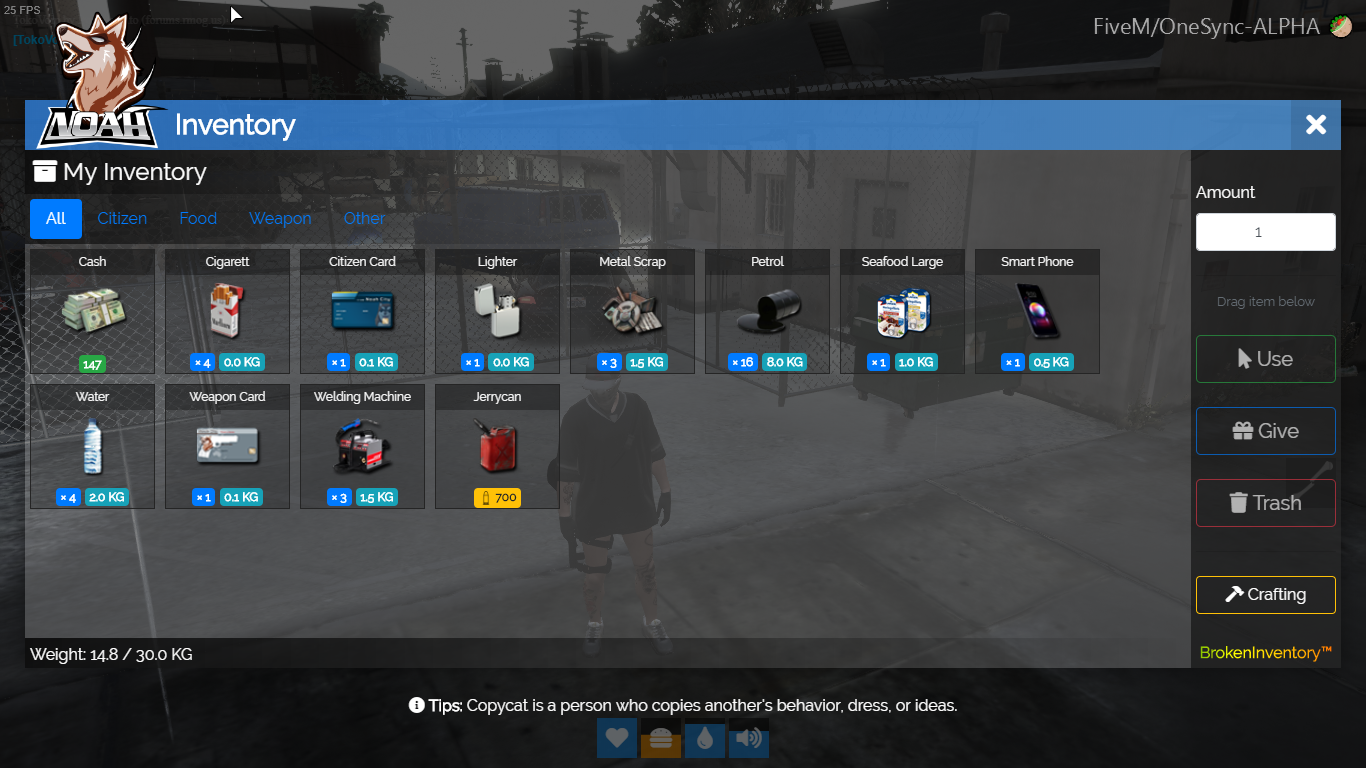 25 FPS
FiveM/OneSync-ALPHA
NOAH
Inventory
My Inventory
All
Citizen
Food
Weapon
Other
Cash
147
Cigarett
× 4
0.0 KG
Citizen Card
× 1
0.1 KG
Lighter
× 1
0.0 KG
Metal Scrap
× 3
1.5 KG
Petrol
× 16
8.0 KG
Seafood Large
× 1
1.0 KG
Smart Phone
× 1
0.5 KG
Water
× 4
2.0 KG
Weapon Card
× 1
0.1 KG
Welding Machine
× 3
1.5 KG
Jerrycan
700
Weight: 14.8 / 30.0 KG
Amount
1
Drag item below
Use
Give
Trash
Crafting
BrokenInventory™
Tips: Copycat is a person who copies another's behavior, dress, or ideas.